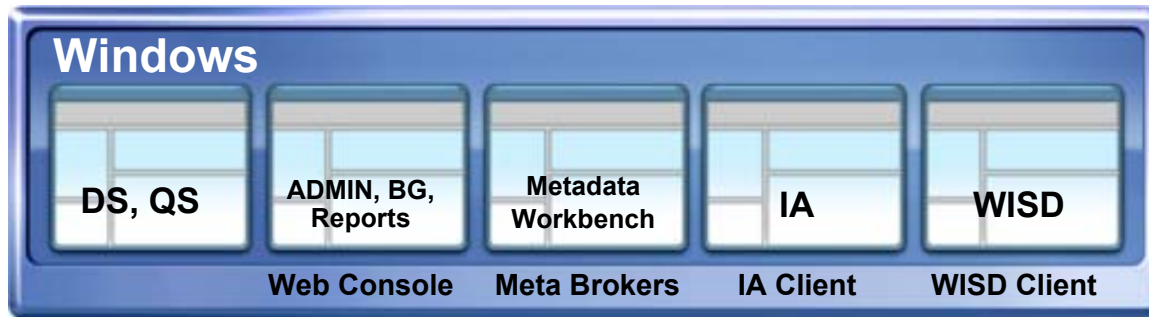 Windows
DS, QS
ADMIN, BG,
Reports
Metadata
Workbench
IA
WISD
Web Console
Meta Brokers
IA Client
WISD Client